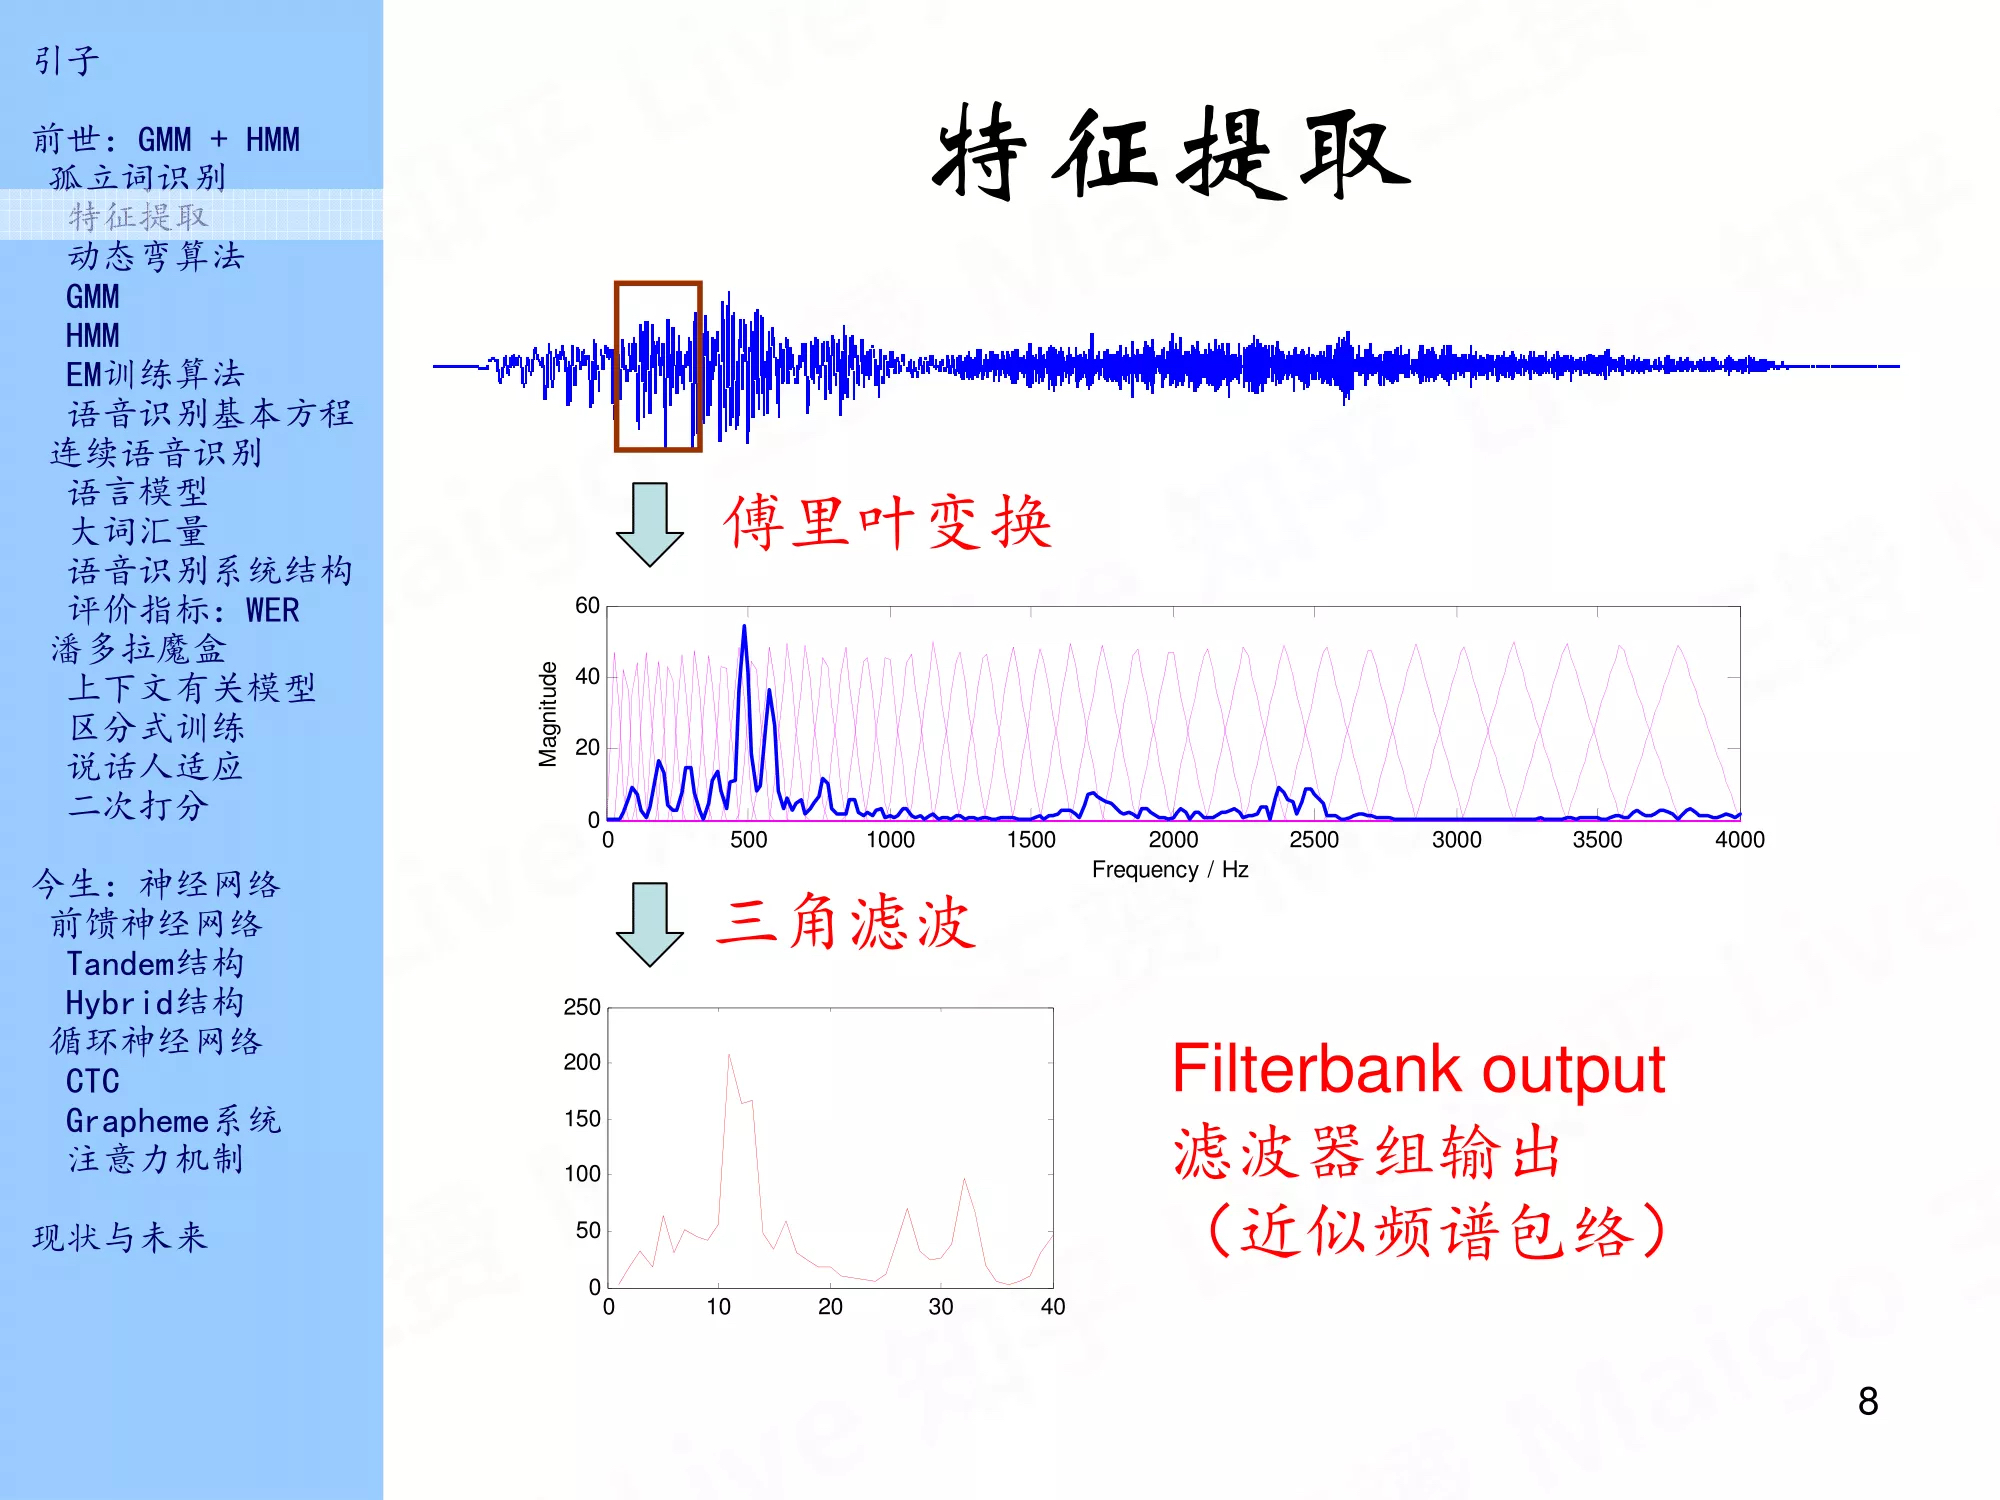 引子
前世：GMM + HMM
孤立词识别
特征提取
动态弯算法
GMM
HMM
EM训练算法
语音识别基本方程
连续语音识别
语言模型
大词汇量
语音识别系统结构
评价指标：WER
潘多拉魔盒
上下文有关模型
区分式训练
说话人适应
二次打分
今生：神经网络
前馈神经网络
Tandem结构
Hybrid结构
循环神经网络
CTC
Grapheme系统
注意力机制
现状与未来
特征提取
傅里叶变换
60
40
20
0
Magnitude
0 500 1000 1500 2000 2500 3000 3500 4000
Frequency / Hz
三角滤波
250
200
150
100
50
0
0 10 20 30 40
Filterbank output
滤波器组输出
（近似频谱包络）
8
知乎 Live Maigo 王赟